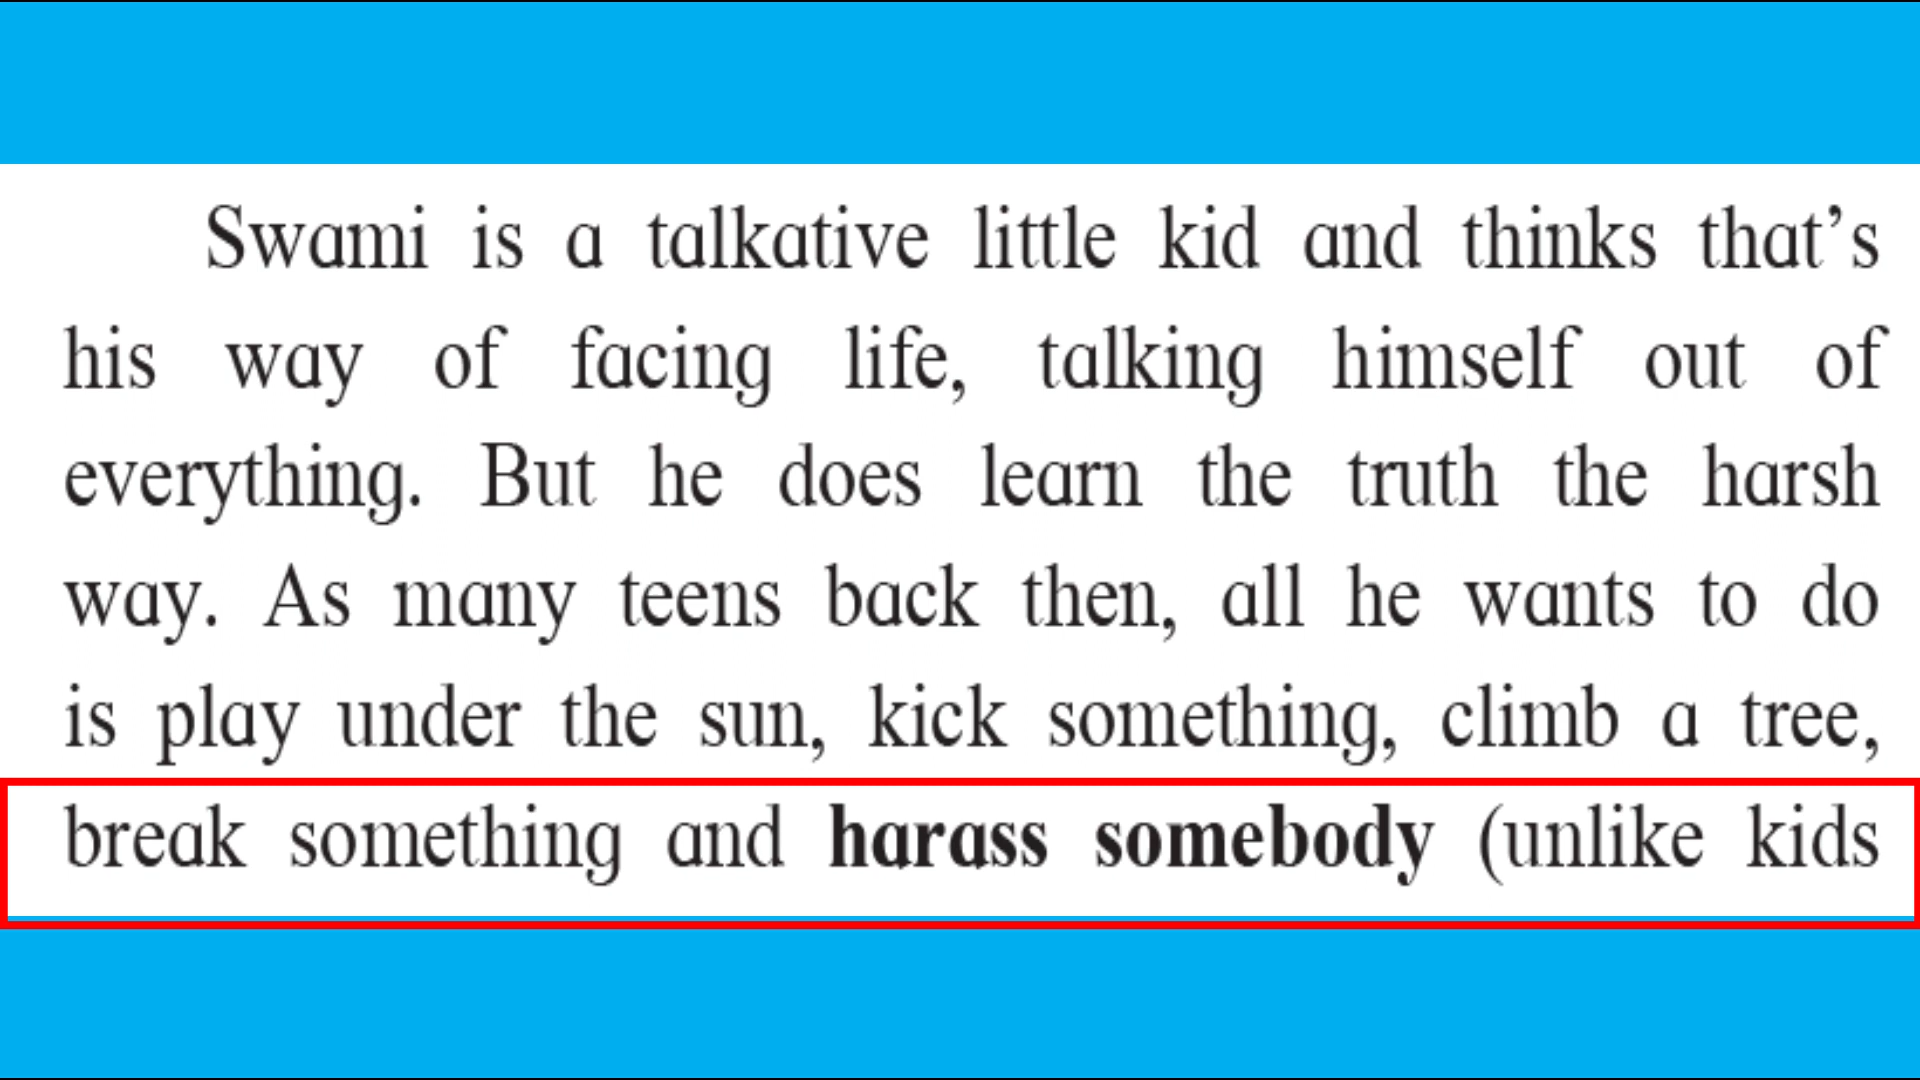 Swami is a talkative little kid and thinks that’s
his way of facing life, talking himself out of
everything. But he does learn the truth the harsh
way. As many teens back then, all he wants to do
is play under the sun, kick something, climb a tree,
break something and harass somebody (unlike kids